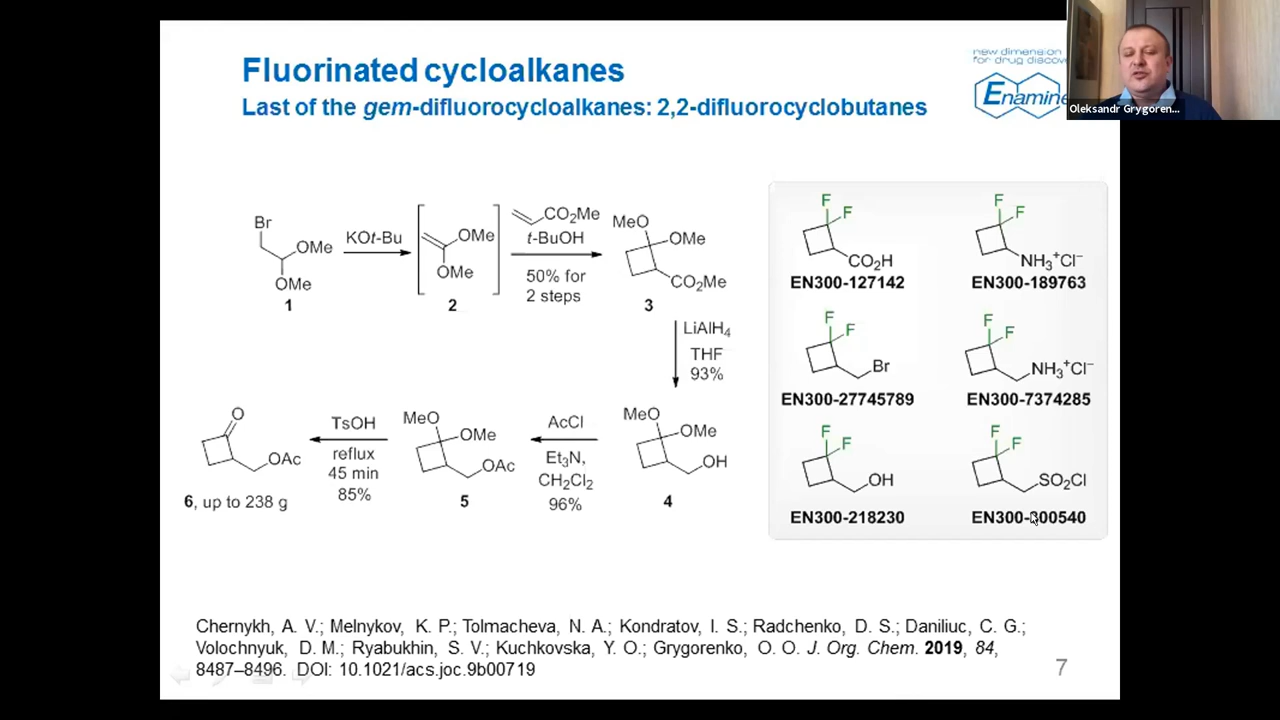 Fluorinated cycloalkanes
Last of the gem-difluorocycloalkanes: 2,2-difluorocyclobutanes
new dimension
for drug discov
Enamine
Oleksandr Grygoren...
Br
OMe
OMe
1
KOt-Bu
OMe
OMe
2
CO2Me
t-BuOH
50% for
2 steps
MeO
OMe
CO2Me
3
LiAlH4
THF
93%
MeO
OMe
OH
4
AcCl
Et3N,
CH2Cl2
96%
MeO
OMe
OAc
5
TsOH
reflux
45 min
85%
O
OAc
6, up to 238 g
F
F
CO2H
EN300-127142
F
F
NH3+Cl−
EN300-189763
F
F
Br
EN300-27745789
F
F
NH3+Cl−
EN300-7374285
F
F
OH
EN300-218230
F
F
SO2Cl
Chernykh, A. V.; Melnykov, K. P.; Tolmacheva, N. A.; Kondratov, I. S.; Radchenko, D. S.; Daniliuc, C. G.;
Volochnyuk, D. M.; Ryabukhin, S. V.; Kuchkovska, Y. O.; Grygorenko, O. O. J. Org. Chem. 2019, 84,
8487–8496. DOI: 10.1021/acs.joc.9b00719
7